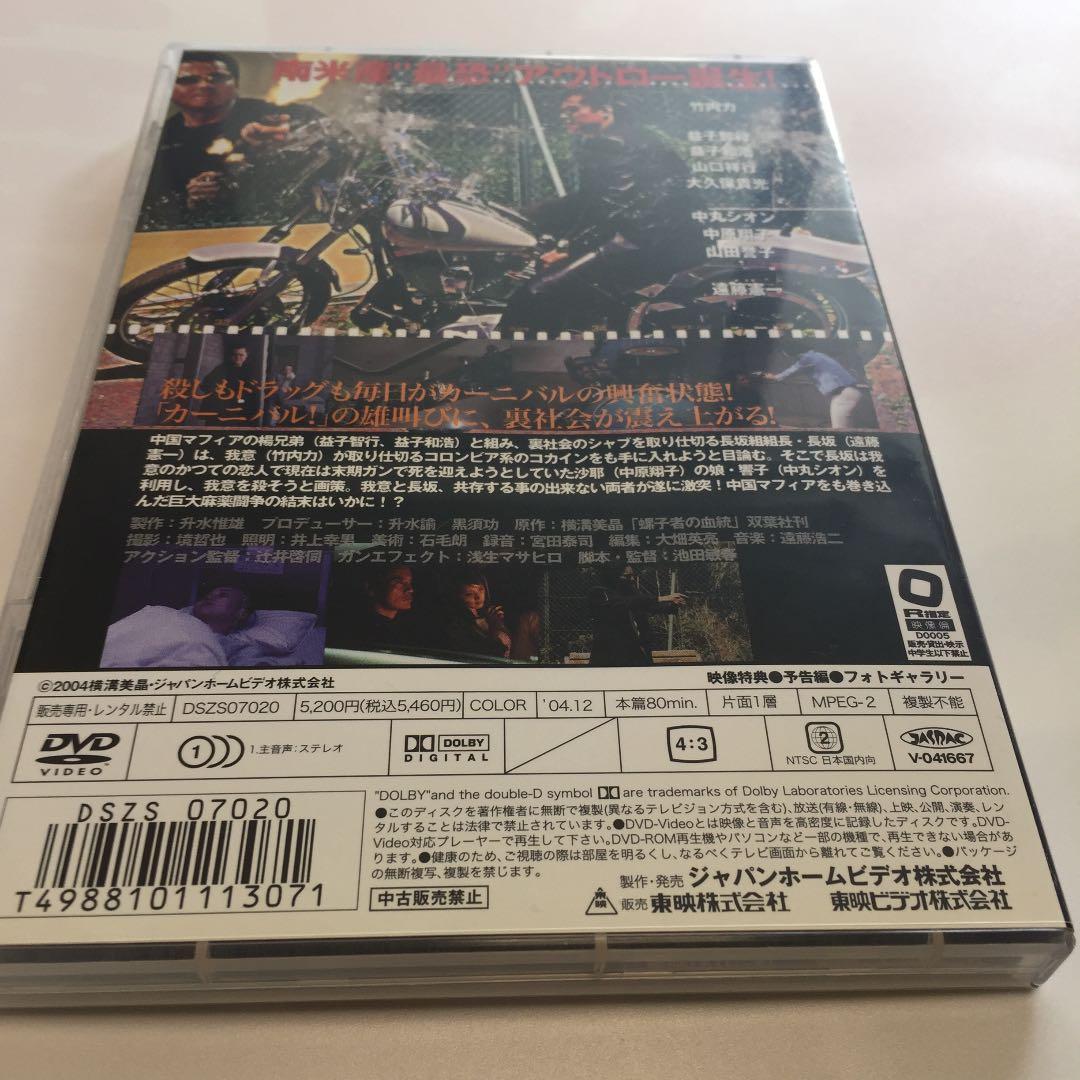 南米産"最恐"アウトロー誕生!
竹内力
益子智行
益子和浩
山口祥行
大久保貴光
中丸シオン
中原翔子
山田誉子
遠藤憲一
殺しもドラッグも毎日がカーニバルの興奮状態!
「カーニバル!」の雄叫びに、裏社会が震え上がる!
中国マフィアの楊兄弟（益子智行、益子和浩）と組み、裏社会のシャブを取り仕切る長坂組組長・長坂（遠藤
憲一）は、我意（竹内力）が取り仕切るコロンビア系のコカインをも手に入れようと目論む。そこで長坂は我
意のかつての恋人で現在は末期ガンで死を迎えようとしていた沙耶（中原翔子）の娘・響子（中丸シオン）を
利用し、我意を殺そうと画策。我意と長坂、共存する事の出来ない両者が遂に激突！中国マフィアをも巻き込
んだ巨大麻薬闘争の結末はいかに！？
製作：升水惟雄 プロデューサー：升水諭／黒須功 原作：横溝美晶「螺子者の血統」双葉社刊
撮影：境哲也 照明：井上幸男 美術：石毛朗 録音：宮田泰司 編集：大畑英亮 音楽：遠藤浩二
アクション監督：辻井啓伺 ガンエフェクト：浅生マサヒロ 脚本・監督：池田敏春
R指定
映像倫
D0005
販売・貸出・映示
中学生以下禁止
©2004横溝美晶・ジャパンホームビデオ株式会社
映像特典●予告編●フォトギャラリー
販売専用・レンタル禁止 DSZS07020 5,200円(税込5,460円) COLOR '04.12 本篇80min. 片面1層 MPEG-2 複製不能
DVD VIDEO
1 1.主音声：ステレオ
DOLBY DIGITAL
4:3
2
NTSC 日本国内向
JASRAC
V-041667
"DOLBY"and the double-D symbol are trademarks of Dolby Laboratories Licensing Corporation.
●このディスクを著作権者に無断で複製(異なるテレビジョン方式を含む)、放送(有線・無線)、上映、公開、演奏、レン
タルすることは法律で禁止されています。●DVD-Videoとは映像と音声を高密度に記録したディスクです。DVD-
Video対応プレーヤーで再生して下さい。DVD-ROM再生機やパソコンなど一部の機種で、再生できない場合があ
ります。●健康のため、ご視聴の際は部屋を明るくし、なるべくテレビ画面から離れてご覧ください。●パッケージ
の無断複写、複製を禁じます。
DSZS 07020
T4988101113071
中古販売禁止
製作・発売 ジャパンホームビデオ株式会社
東映 販売 東映株式会社 東映ビデオ株式会社